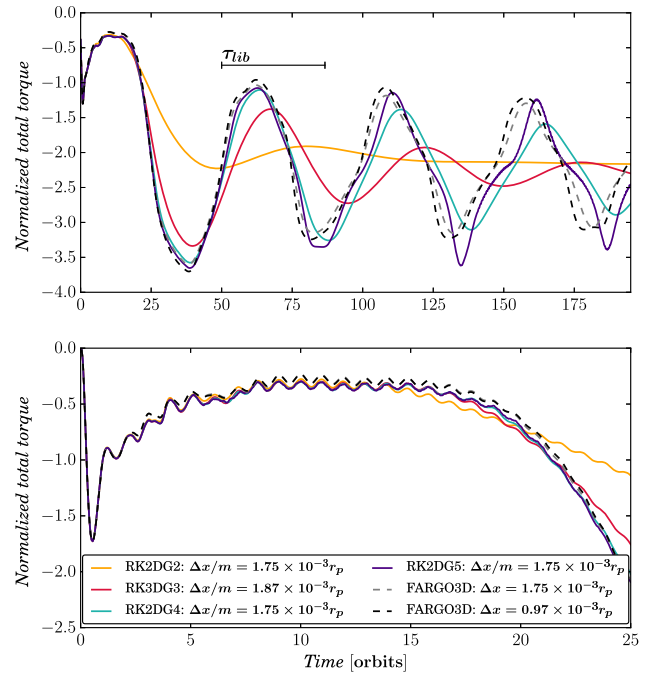 0.0
−0.5
−1.0
−1.5
−2.0
−2.5
−3.0
−3.5
−4.0
Normalized total torque
τlib
0 25 50 75 100 125 150 175
0.0
−0.5
−1.0
−1.5
−2.0
−2.5
Normalized total torque
RK2DG2: Δx/m = 1.75 × 10⁻³rₚ
RK3DG3: Δx/m = 1.87 × 10⁻³rₚ
RK2DG4: Δx/m = 1.75 × 10⁻³rₚ
RK2DG5: Δx/m = 1.75 × 10⁻³rₚ
FARGO3D: Δx = 1.75 × 10⁻³rₚ
FARGO3D: Δx = 0.97 × 10⁻³rₚ
0 5 10 15 20 25
Time [orbits]